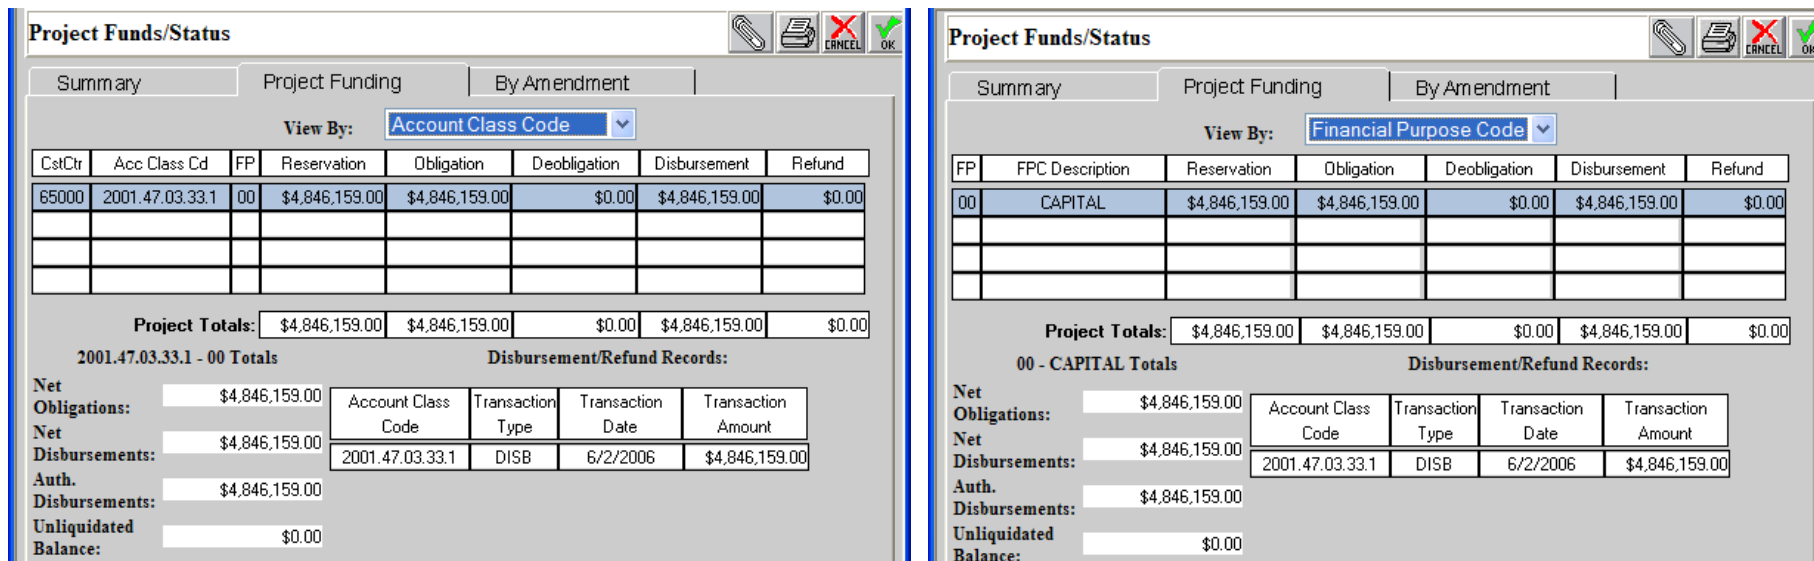 Project Funds/Status
CANCEL OK
Summary Project Funding By Amendment
View By: Account Class Code
CstCtr Acc Class Cd FP Reservation Obligation Deobligation Disbursement Refund
65000 2001.47.03.33.1 00 $4,846,159.00 $4,846,159.00 $0.00 $4,846,159.00 $0.00
Project Totals: $4,846,159.00 $4,846,159.00 $0.00 $4,846,159.00 $0.00
2001.47.03.33.1 - 00 Totals Disbursement/Refund Records:
Net
Obligations: $4,846,159.00
Net
Disbursements: $4,846,159.00
Auth.
Disbursements: $4,846,159.00
Unliquidated
Balance: $0.00
Account Class Transaction Transaction Transaction
Code Type Date Amount
2001.47.03.33.1 DISB 6/2/2006 $4,846,159.00
Project Funds/Status
CANCEL OK
Summary Project Funding By Amendment
View By: Financial Purpose Code
FP FPC Description Reservation Obligation Deobligation Disbursement Refund
00 CAPITAL $4,846,159.00 $4,846,159.00 $0.00 $4,846,159.00 $0.00
Project Totals: $4,846,159.00 $4,846,159.00 $0.00 $4,846,159.00 $0.00
00 - CAPITAL Totals Disbursement/Refund Records:
Net
Obligations: $4,846,159.00
Net
Disbursements: $4,846,159.00
Auth.
Disbursements: $4,846,159.00
Unliquidated
Balance: $0.00
Account Class Transaction Transaction Transaction
Code Type Date Amount
2001.47.03.33.1 DISB 6/2/2006 $4,846,159.00